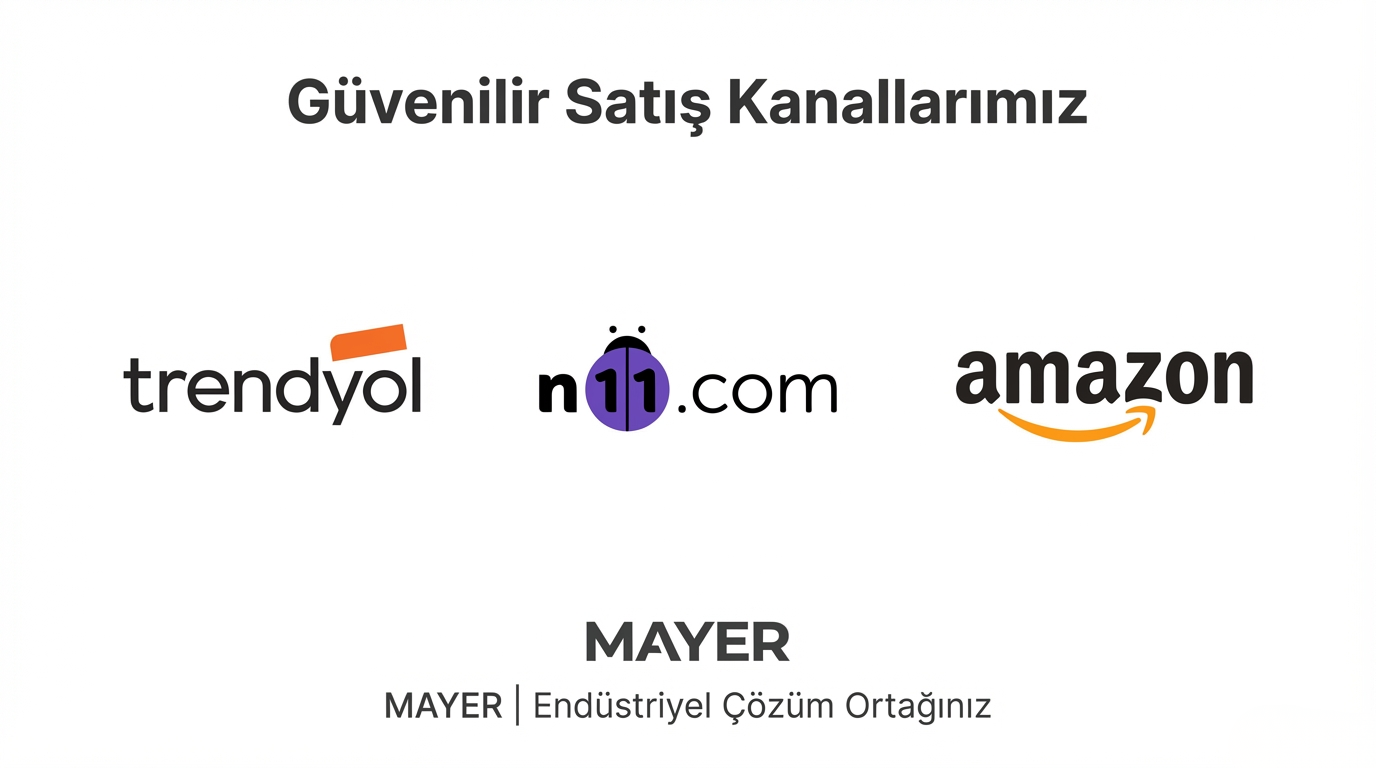 Güvenilir Satış Kanallarımız
trendyol
n11.com
amazon
MAYER
MAYER | Endüstriyel Çözüm Ortağınız